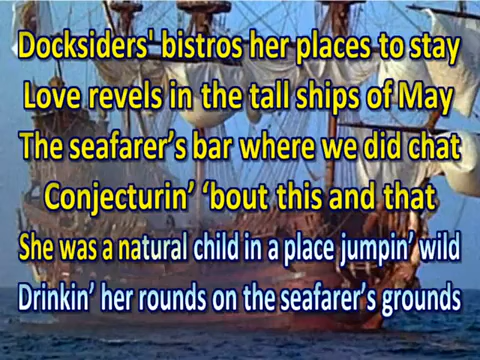 Docksiders' bistros her places to stay
Love revels in the tall ships of May
The seafarer’s bar where we did chat
Conjecturin’ ‘bout this and that
She was a natural child in a place jumpin’ wild
Drinkin’ her rounds on the seafarer’s grounds